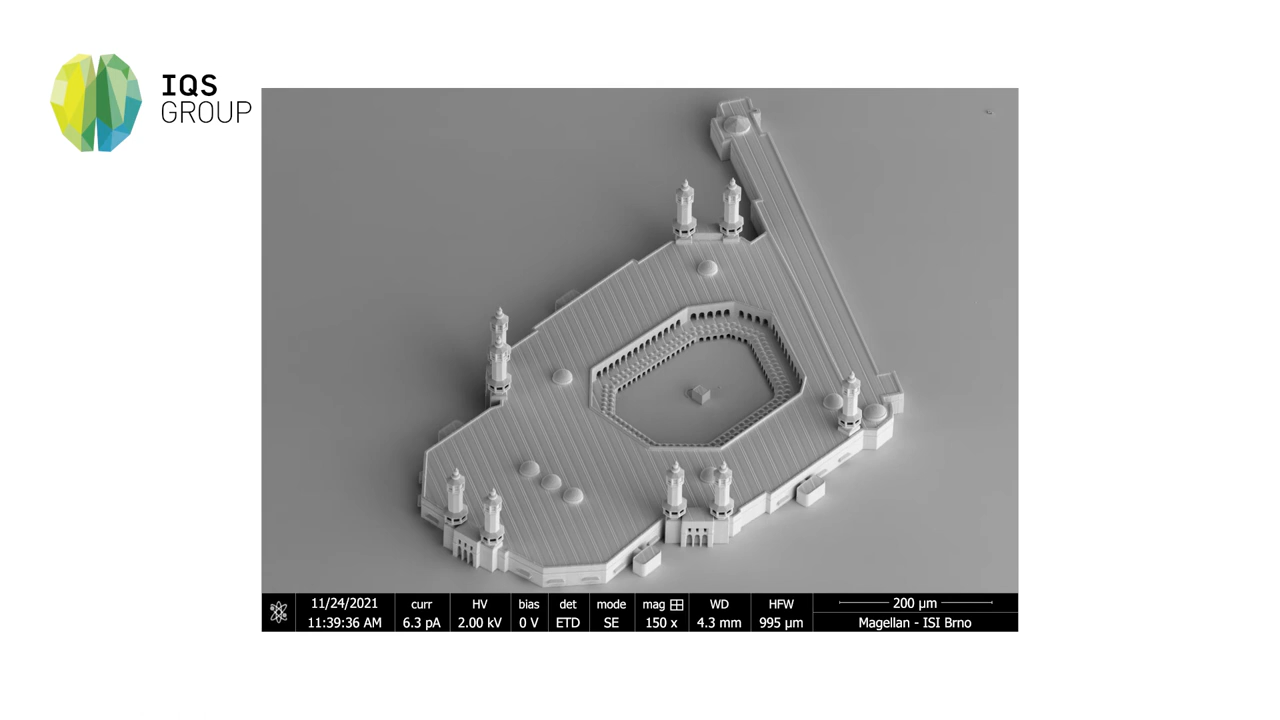 IQS
GROUP
11/24/2021 curr HV bias det mode mag WD HFW 200 µm
11:39:36 AM 6.3 pA 2.00 kV 0 V ETD SE 150 x 4.3 mm 995 µm Magellan - ISI Brno